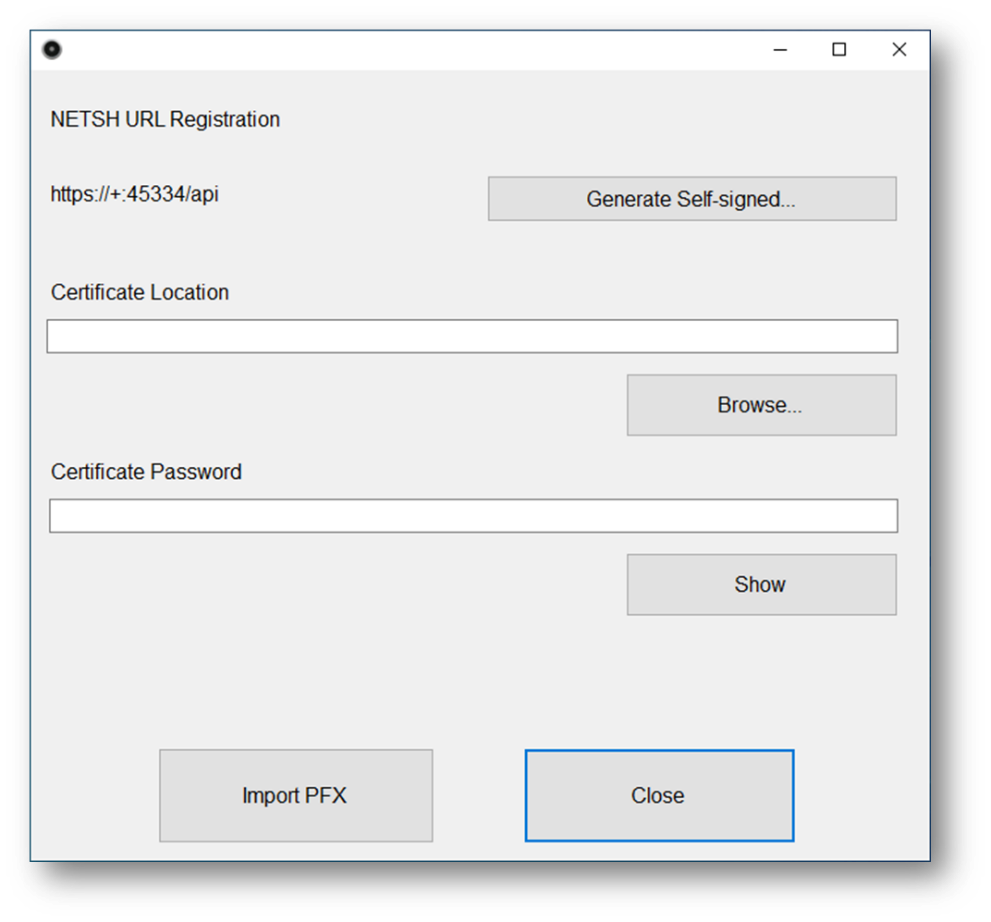 NETSH URL Registration
https://+:45334/api
Generate Self-signed...
Certificate Location
Browse...
Certificate Password
Show
Import PFX
Close